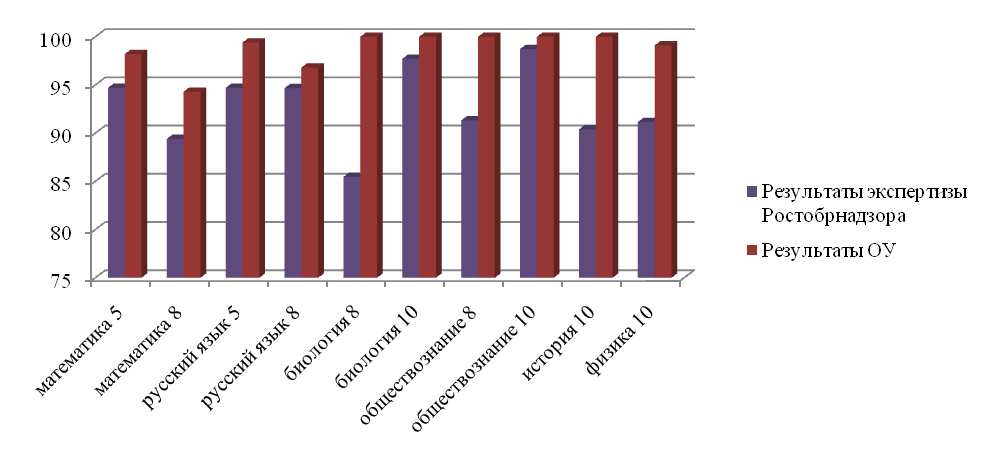 100
95
90
85
80
75
математика 5
математика 8
русский язык 5
русский язык 8
биология 8
биология 10
обществознание 8
обществознание 10
история 10
физика 10
Результаты экспертизы
Ростобрнадзора
Результаты ОУ